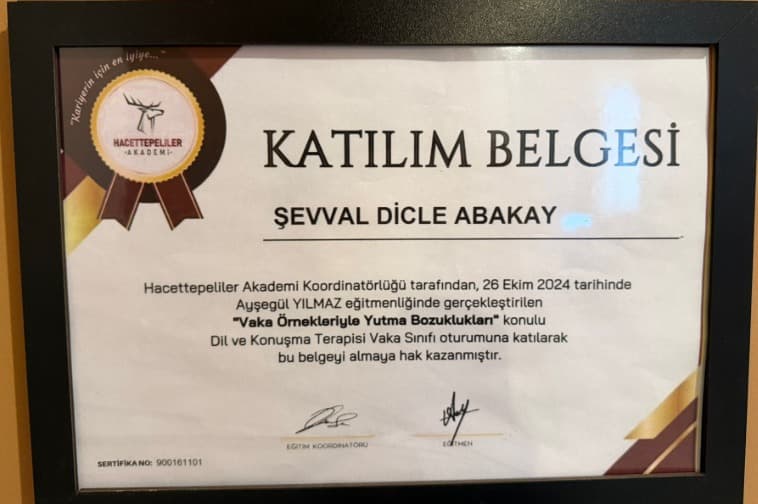 "Kariyerin için en iyiye..."
HACETTEPELİLER
·AKADEMİ·
KATILIM BELGESİ
ŞEVVAL DİCLE ABAKAY
Hacettepeliler Akademi Koordinatörlüğü tarafından, 26 Ekim 2024 tarihinde
Ayşegül YILMAZ eğitmenliğinde gerçekleştirilen
"Vaka Örnekleriyle Yutma Bozuklukları" konulu
Dil ve Konuşma Terapisi Vaka Sınıfı oturumuna katılarak
bu belgeyi almaya hak kazanmıştır.
EĞİTİM KOORDİNATÖRÜ
EĞİTMEN
SERTİFİKA NO: 900161101